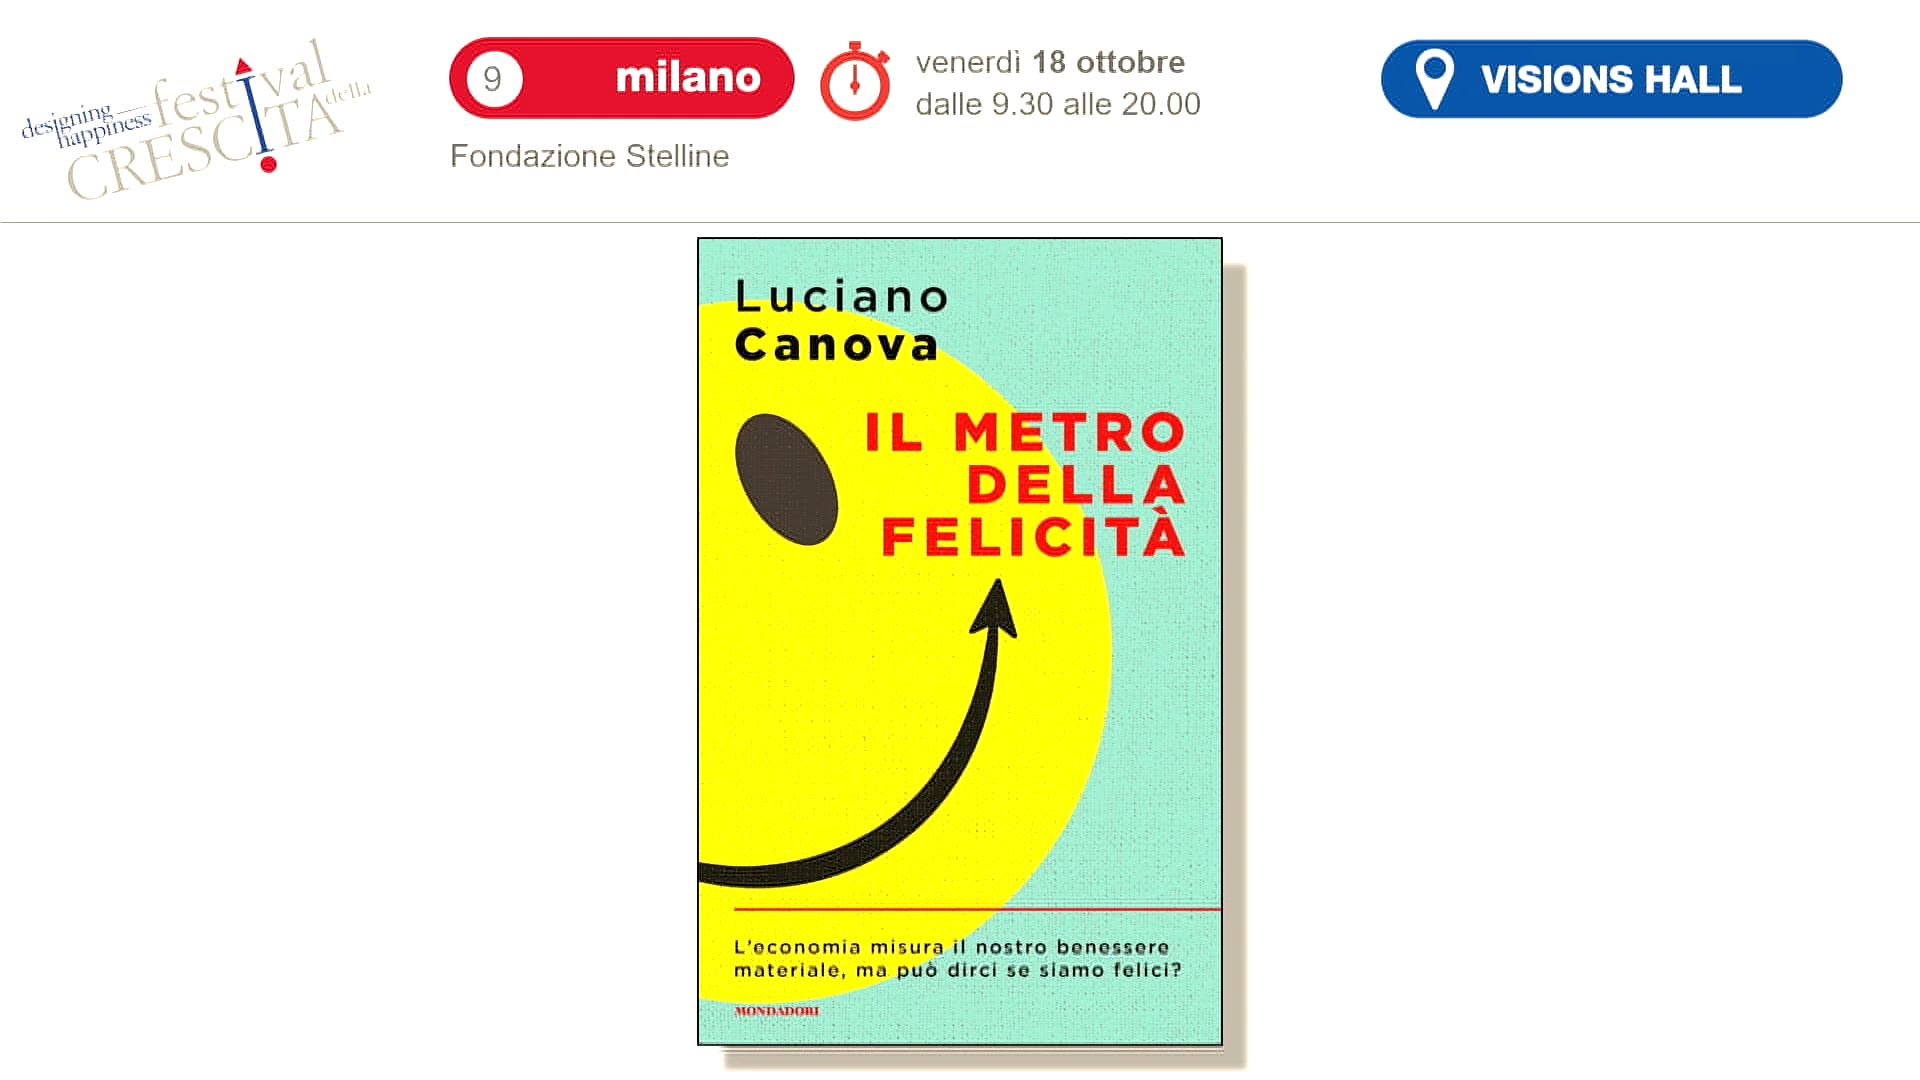 designing
happiness
festival
della
CRESCITA
9
milano
venerdì 18 ottobre
dalle 9.30 alle 20.00
VISIONS HALL
Fondazione Stelline
Luciano
Canova
IL METRO
DELLA
FELICITÀ
L'economia misura il nostro benessere
materiale, ma può dirci se siamo felici?
MONDADORI